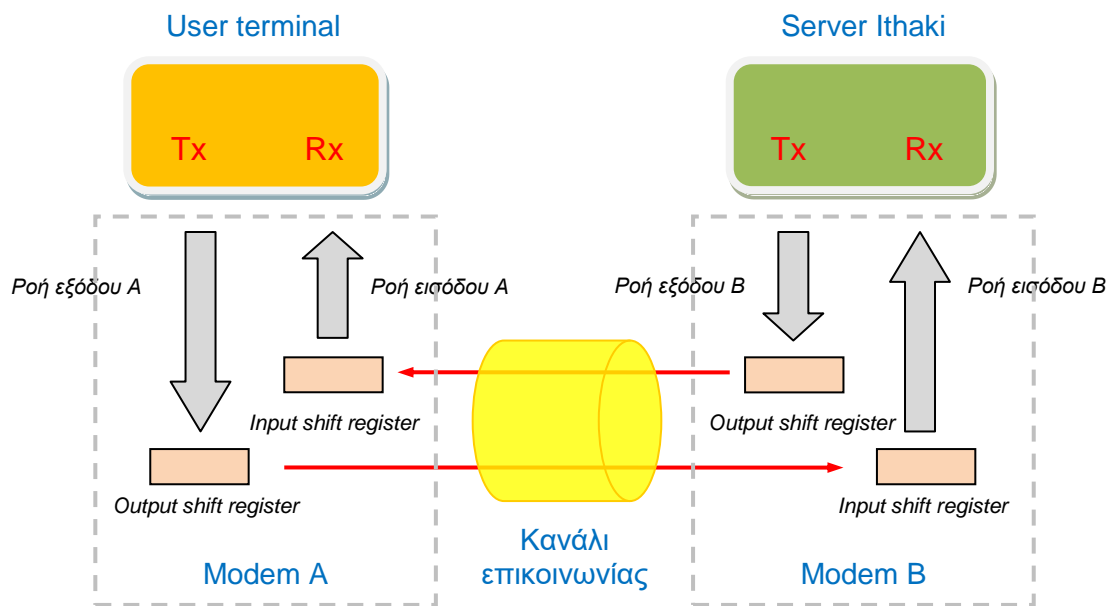 User terminal
Server Ithaki
Tx
Rx
Tx
Rx
Ροή εξόδου A
Ροή εισόδου A
Ροή εξόδου B
Ροή εισόδου B
Input shift register
Output shift register
Output shift register
Input shift register
Κανάλι
επικοινωνίας
Modem A
Modem B